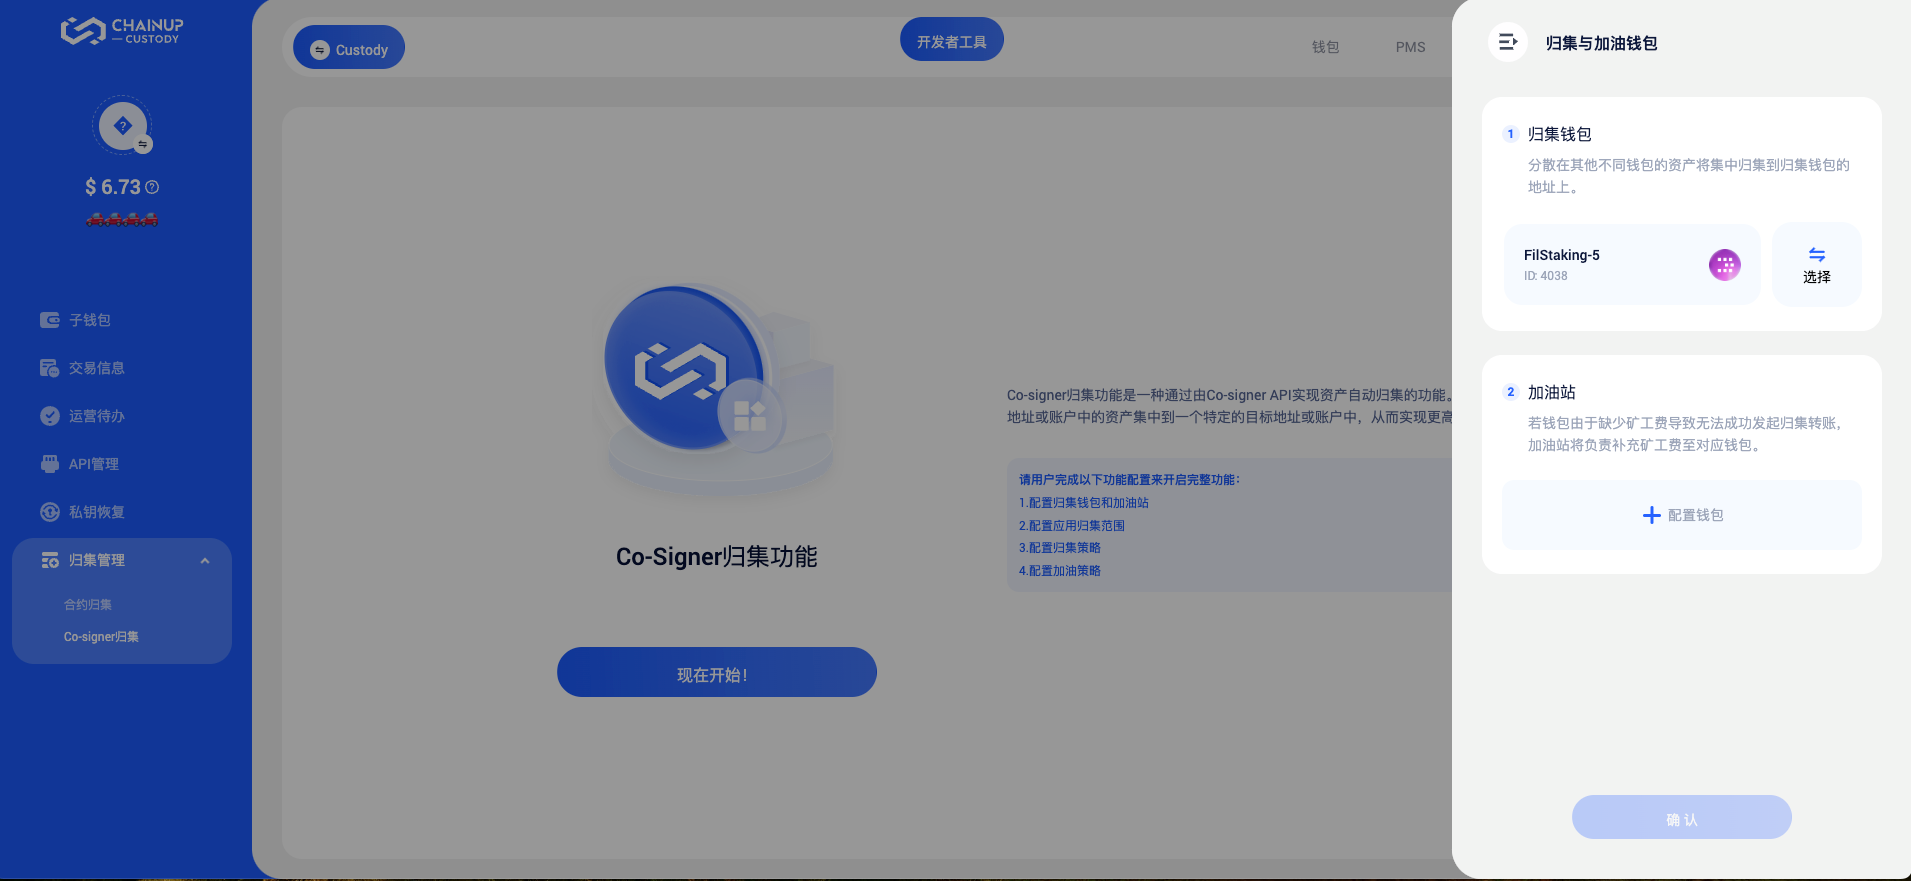 CHAINUP
CUSTODY
$ 6.73
子钱包
交易信息
运营待办
API管理
私钥恢复
归集管理
合约归集
Co-signer归集
Custody
开发者工具
钱包
PMS
Co-Signer归集功能
现在开始！
Co-signer归集功能是一种通过由Co-signer API实现资产自动归集的功能。
地址或账户中的资产集中到一个特定的目标地址或账户中，从而实现更高
请用户完成以下功能配置来开启完整功能：
1.配置归集钱包和加油站
2.配置应用归集范围
3.配置归集策略
4.配置加油策略
归集与加油钱包
1 归集钱包
分散在其他不同钱包的资产将集中归集到归集钱包的
地址上。
FilStaking-5
ID: 4038
选择
2 加油站
若钱包由于缺少矿工费导致无法成功发起归集转账，
加油站将负责补充矿工费至对应钱包。
配置钱包
确 认